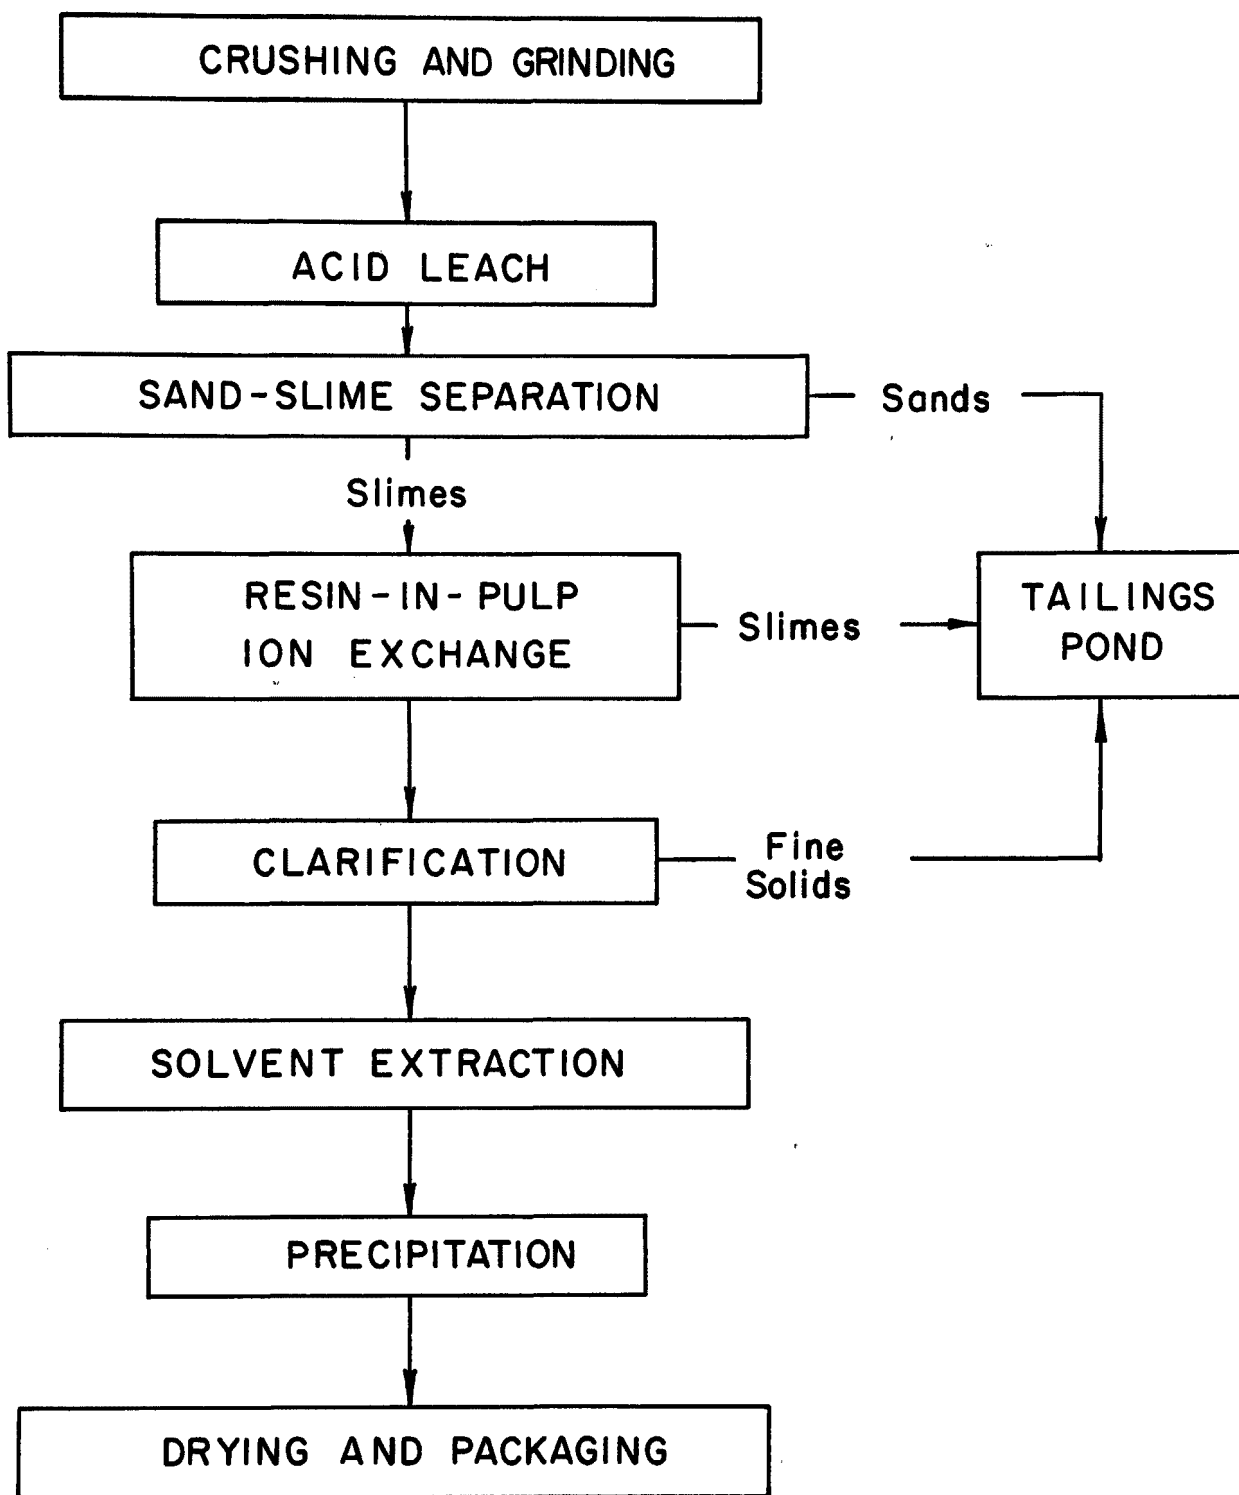 CRUSHING AND GRINDING
ACID LEACH
SAND-SLIME SEPARATION
Sands
Slimes
RESIN-IN-PULP
ION EXCHANGE
Slimes
TAILINGS
POND
CLARIFICATION
Fine
Solids
SOLVENT EXTRACTION
PRECIPITATION
DRYING AND PACKAGING